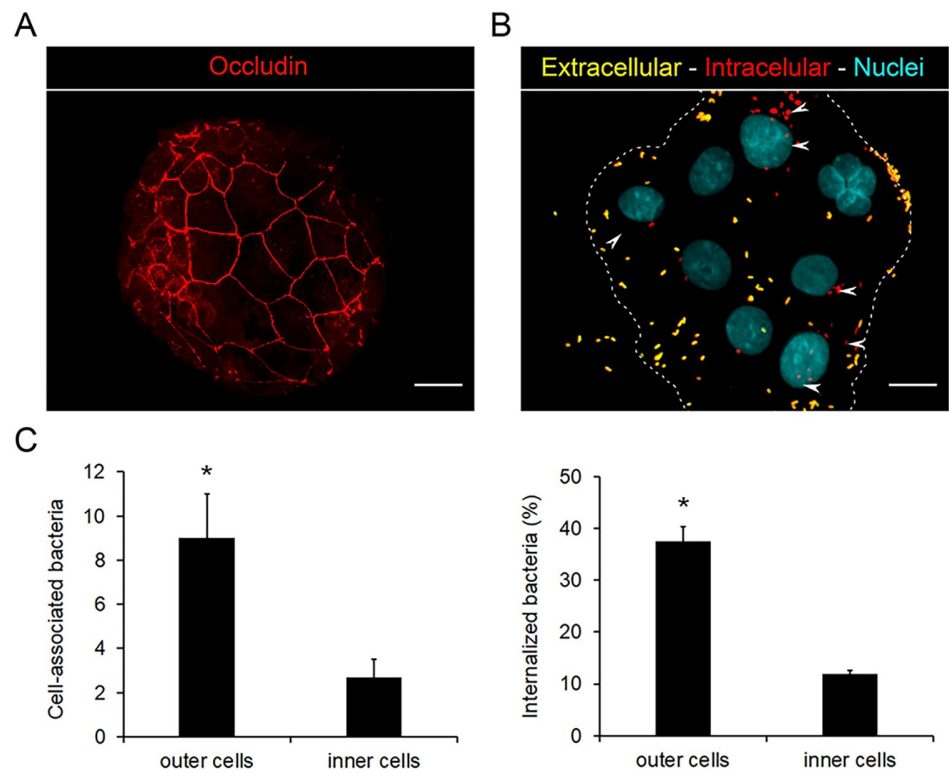 A
Occludin
B
Extracellular - Intracelular - Nuclei
C
Cell-associated bacteria
12
10
8
6
4
2
0
*
outer cells
inner cells
Internalized bacteria (%)
50
40
30
20
10
0
*
outer cells
inner cells